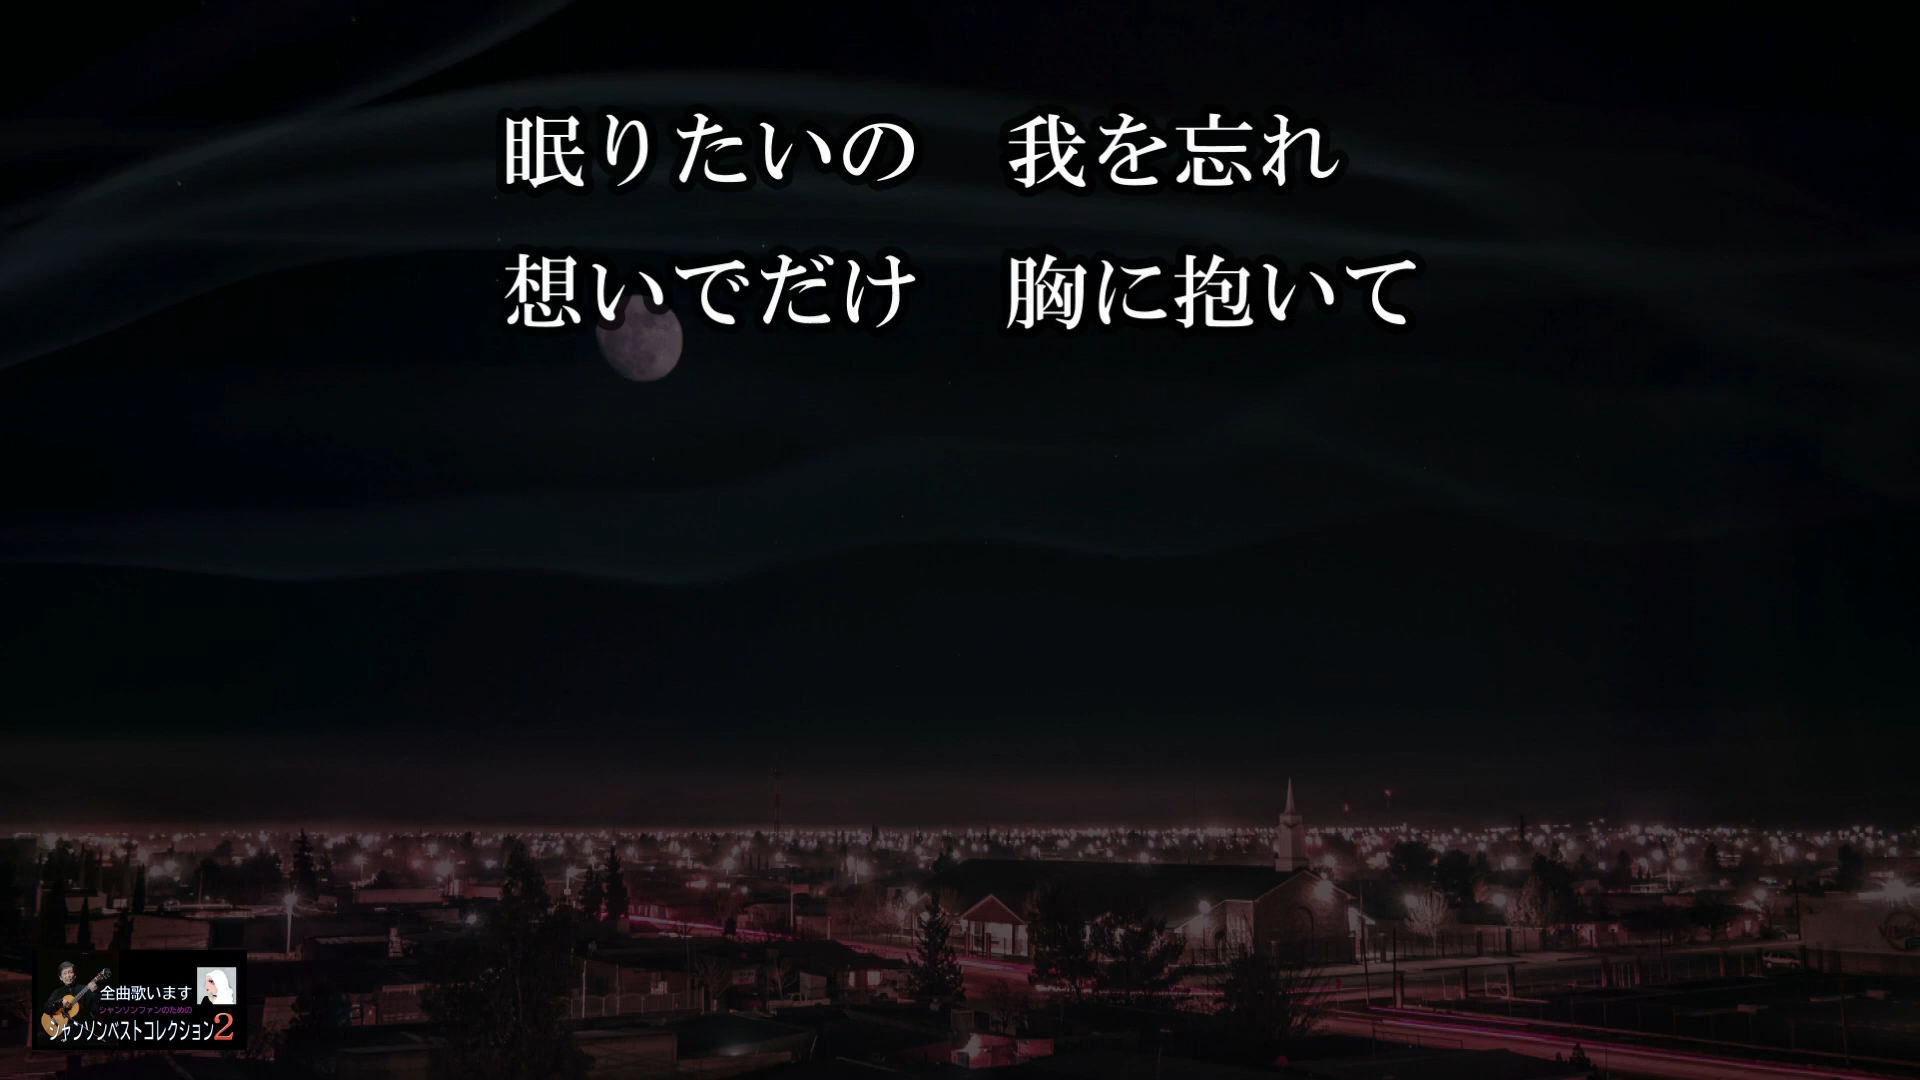 眠りたいの　我を忘れ
想いでだけ　胸に抱いて
全曲歌います
シャンソンファンのための
シャンソンベストコレクション2